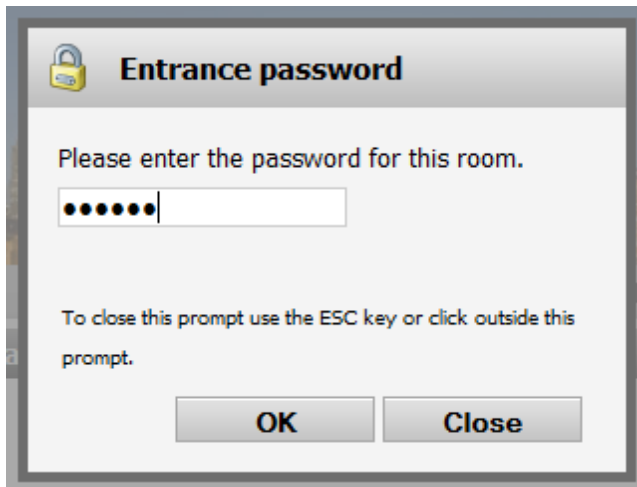 Entrance password
Please enter the password for this room.
●●●●●●
To close this prompt use the ESC key or click outside this
prompt.
OK
Close